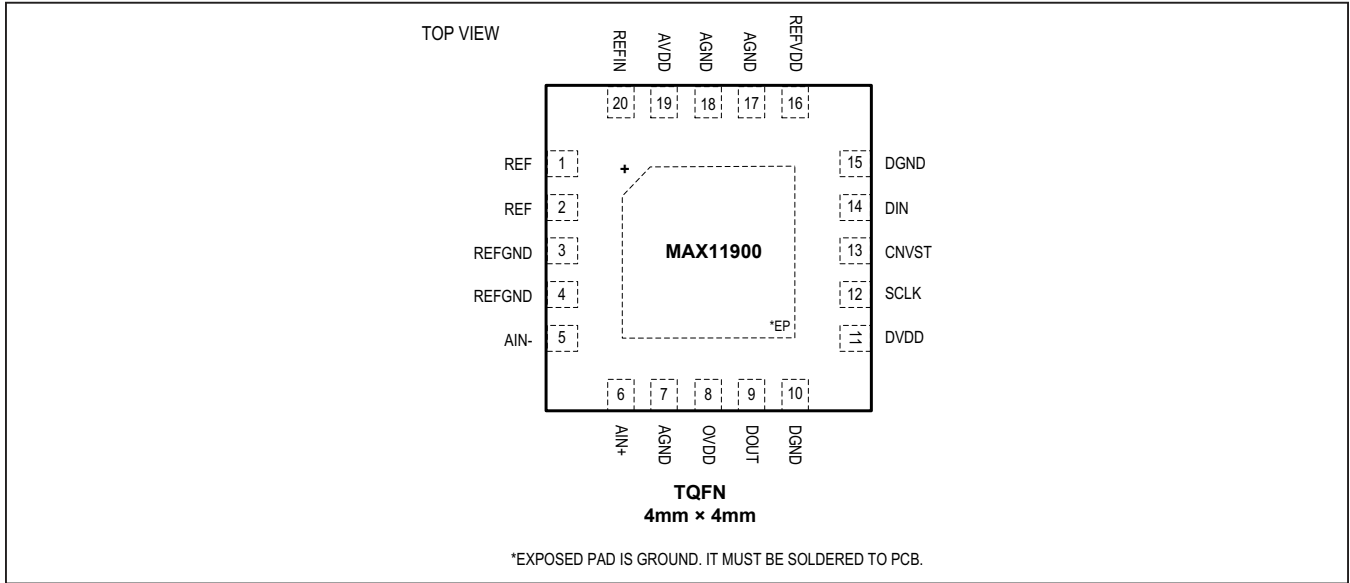 TOP VIEW
REFIN
AVDD
AGND
AGND
REFVDD
20
19
18
17
16
REF 1
REF 2
REFGND 3
REFGND 4
AIN- 5
+
MAX11900
*EP
15 DGND
14 DIN
13 CNVST
12 SCLK
11 DVDD
6
7
8
9
10
AIN+
AGND
OVDD
DOUT
DGND
TQFN
4mm × 4mm
*EXPOSED PAD IS GROUND. IT MUST BE SOLDERED TO PCB.